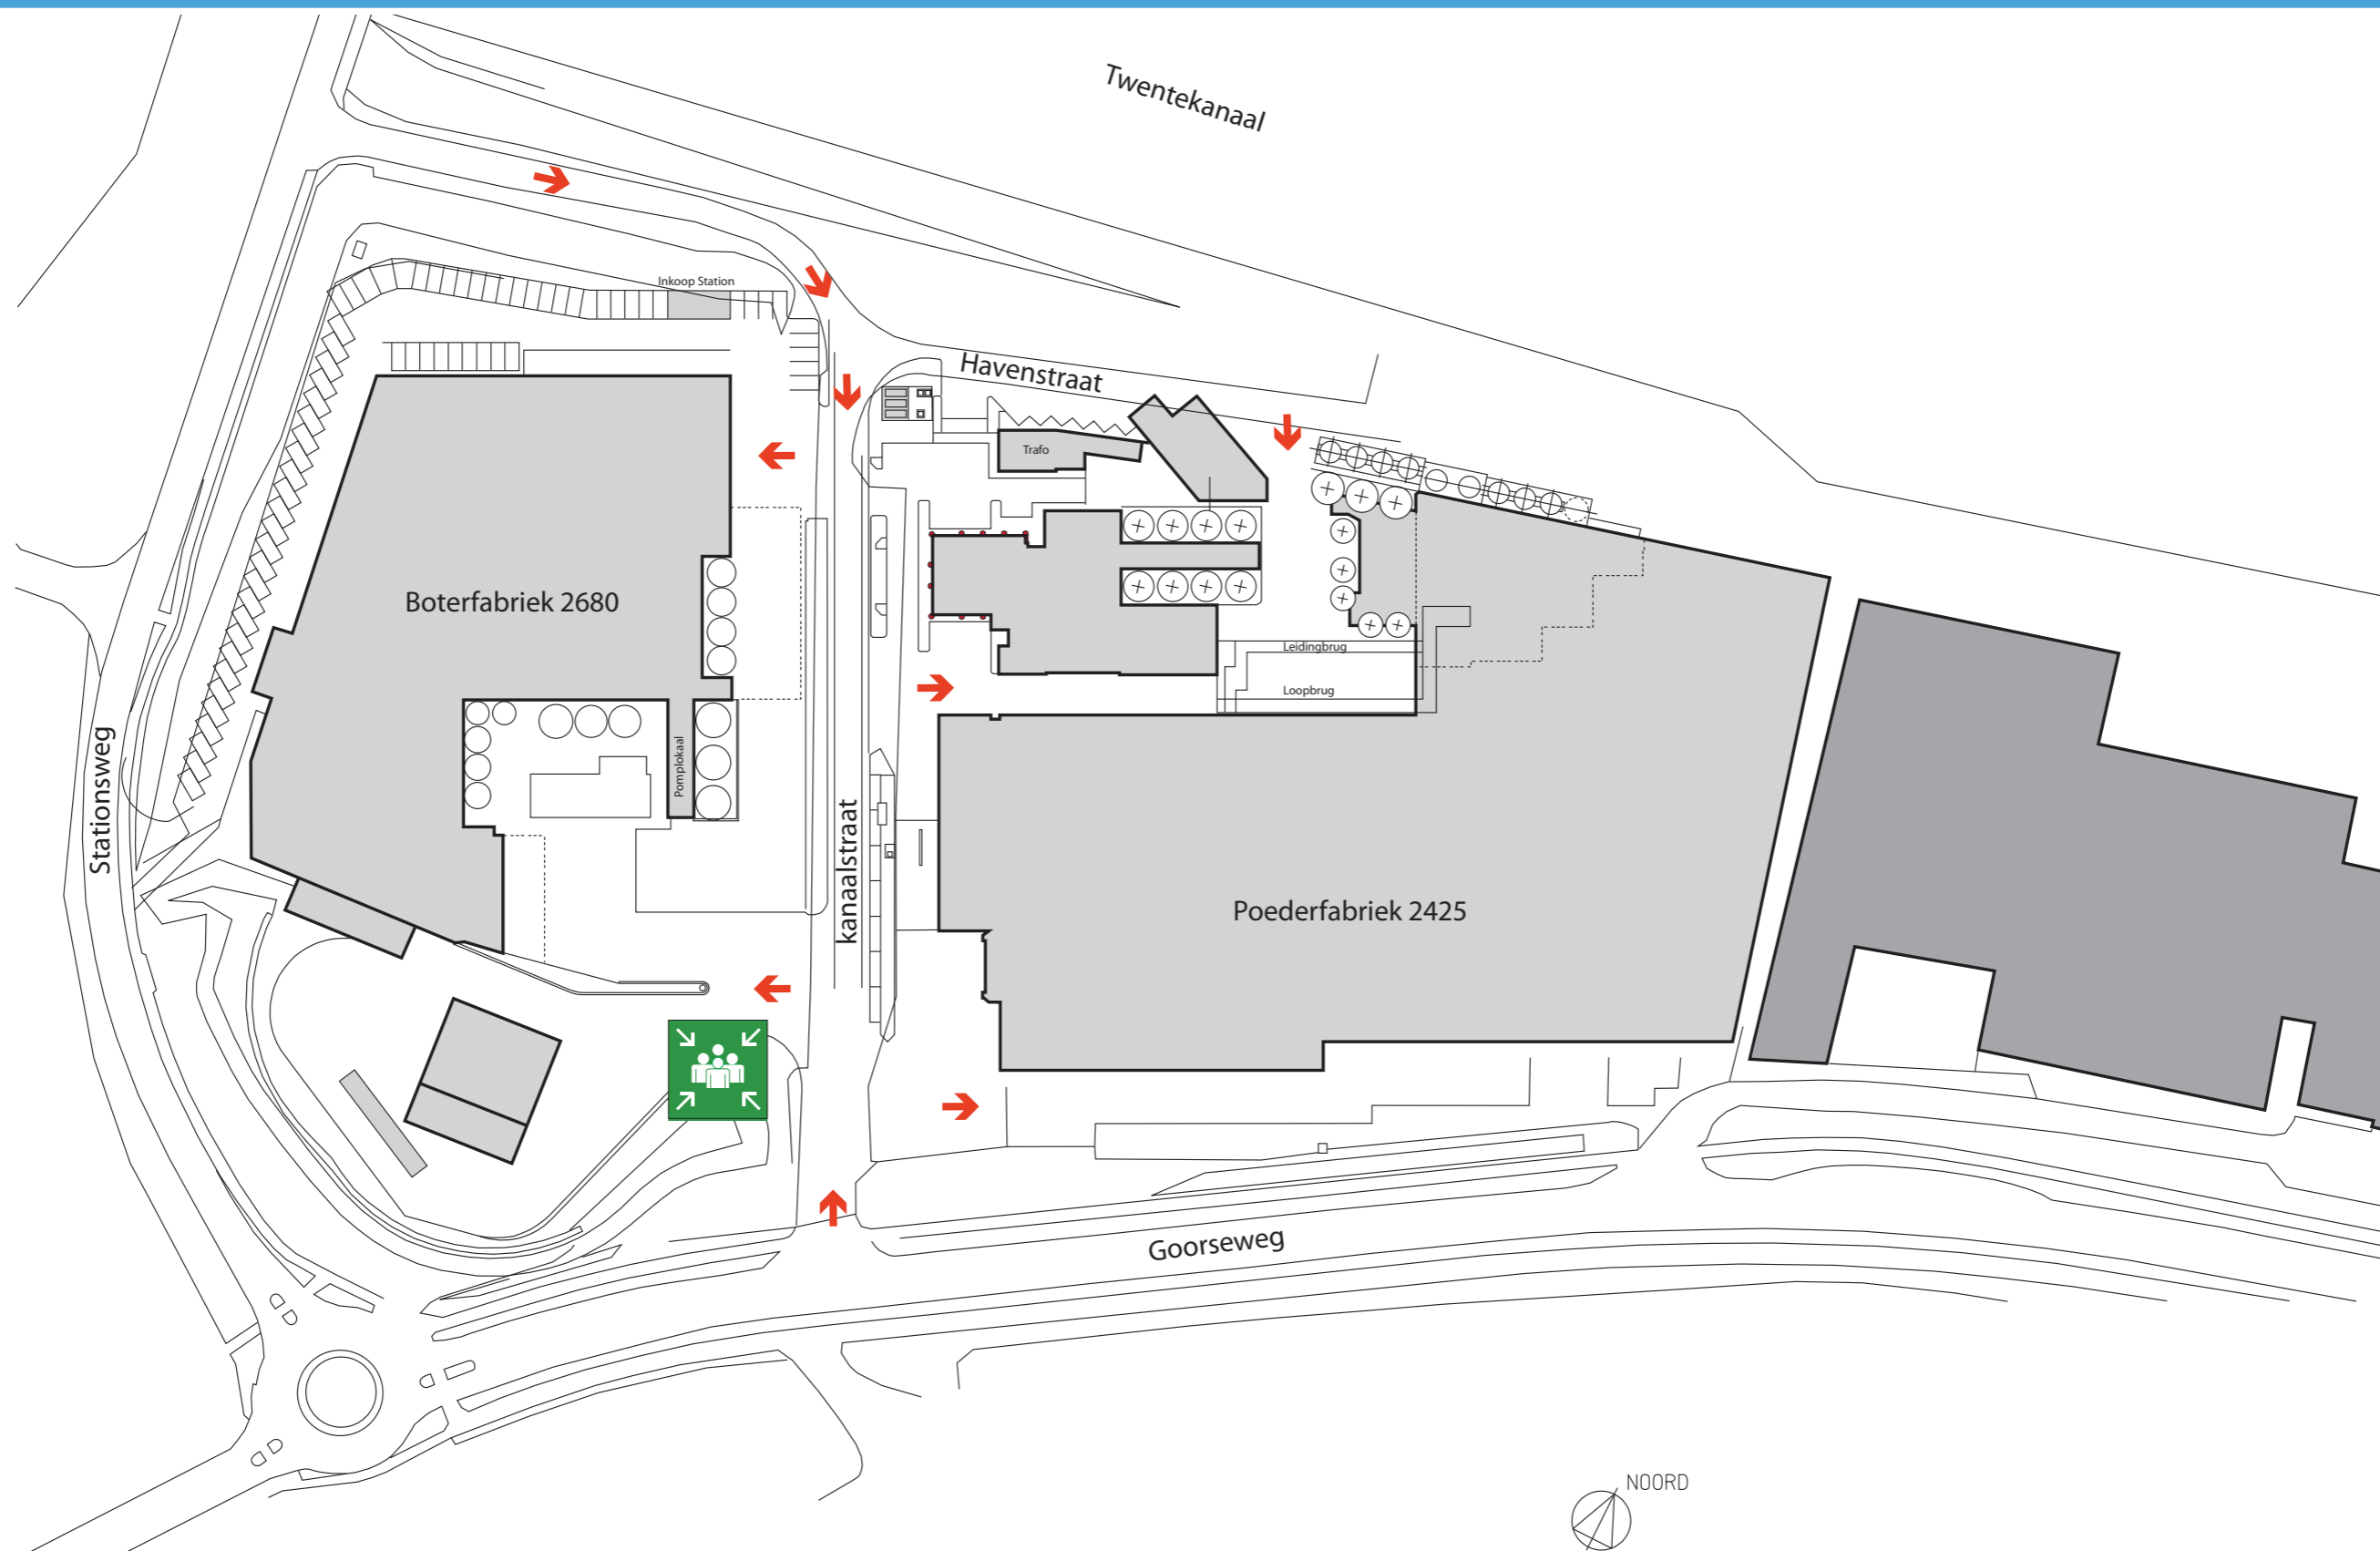 Twentekanaal
Inkoop Station
Havenstraat
Trafo
Boterfabriek 2680
Leidingbrug
Loopbrug
Stationsweg
Pomplokaal
kanaalstraat
Poederfabriek 2425
Goorseweg
NOORD